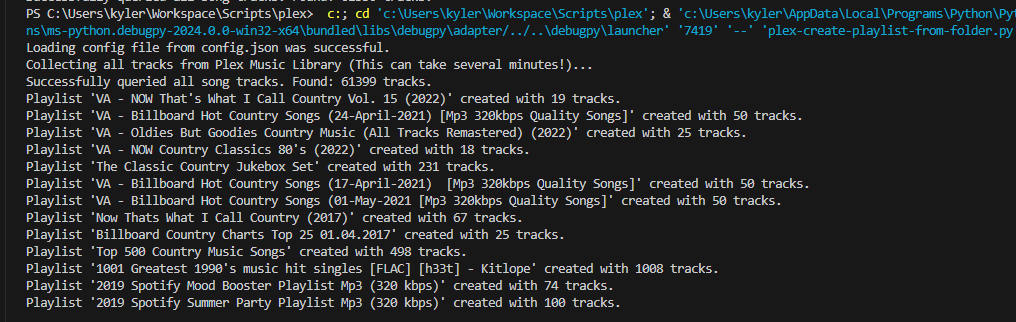 PS C:\Users\kyler\Workspace\Scripts\plex>  c:; cd 'c:\Users\kyler\Workspace\Scripts\plex'; & 'c:\Users\kyler\AppData\Local\Programs\Python\Pyt
ns\ms-python.debugpy-2024.0.0-win32-x64\bundled\libs\debugpy\adapter/../..\debugpy\launcher' '7419' '--' 'plex-create-playlist-from-folder.py
Loading config file from config.json was successful.
Collecting all tracks from Plex Music Library (This can take several minutes!)...
Successfully queried all song tracks. Found: 61399 tracks.
Playlist 'VA - NOW That's What I Call Country Vol. 15 (2022)' created with 19 tracks.
Playlist 'VA - Billboard Hot Country Songs (24-April-2021) [Mp3 320kbps Quality Songs]' created with 50 tracks.
Playlist 'VA - Oldies But Goodies Country Music (All Tracks Remastered) (2022)' created with 25 tracks.
Playlist 'VA - NOW Country Classics 80's (2022)' created with 18 tracks.
Playlist 'The Classic Country Jukebox Set' created with 231 tracks.
Playlist 'VA - Billboard Hot Country Songs (17-April-2021)  [Mp3 320kbps Quality Songs]' created with 50 tracks.
Playlist 'VA - Billboard Hot Country Songs (01-May-2021 [Mp3 320kbps Quality Songs]' created with 50 tracks.
Playlist 'Now Thats What I Call Country (2017)' created with 67 tracks.
Playlist 'Billboard Country Charts Top 25 01.04.2017' created with 25 tracks.
Playlist 'Top 500 Country Music Songs' created with 498 tracks.
Playlist '1001 Greatest 1990's music hit singles [FLAC] [h33t] - Kitlope' created with 1008 tracks.
Playlist '2019 Spotify Mood Booster Playlist Mp3 (320 kbps)' created with 74 tracks.
Playlist '2019 Spotify Summer Party Playlist Mp3 (320 kbps)' created with 100 tracks.